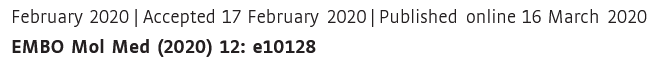 February 2020 | Accepted 17 February 2020 | Published online 16 March 2020
EMBO Mol Med (2020) 12: e10128